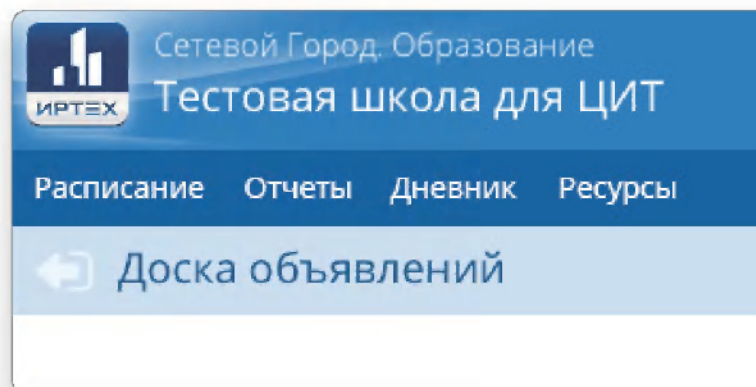 Сетевой Город. Образование
Тестовая школа для ЦИТ
ИРТЕХ
Расписание Отчеты Дневник Ресурсы
Доска объявлений